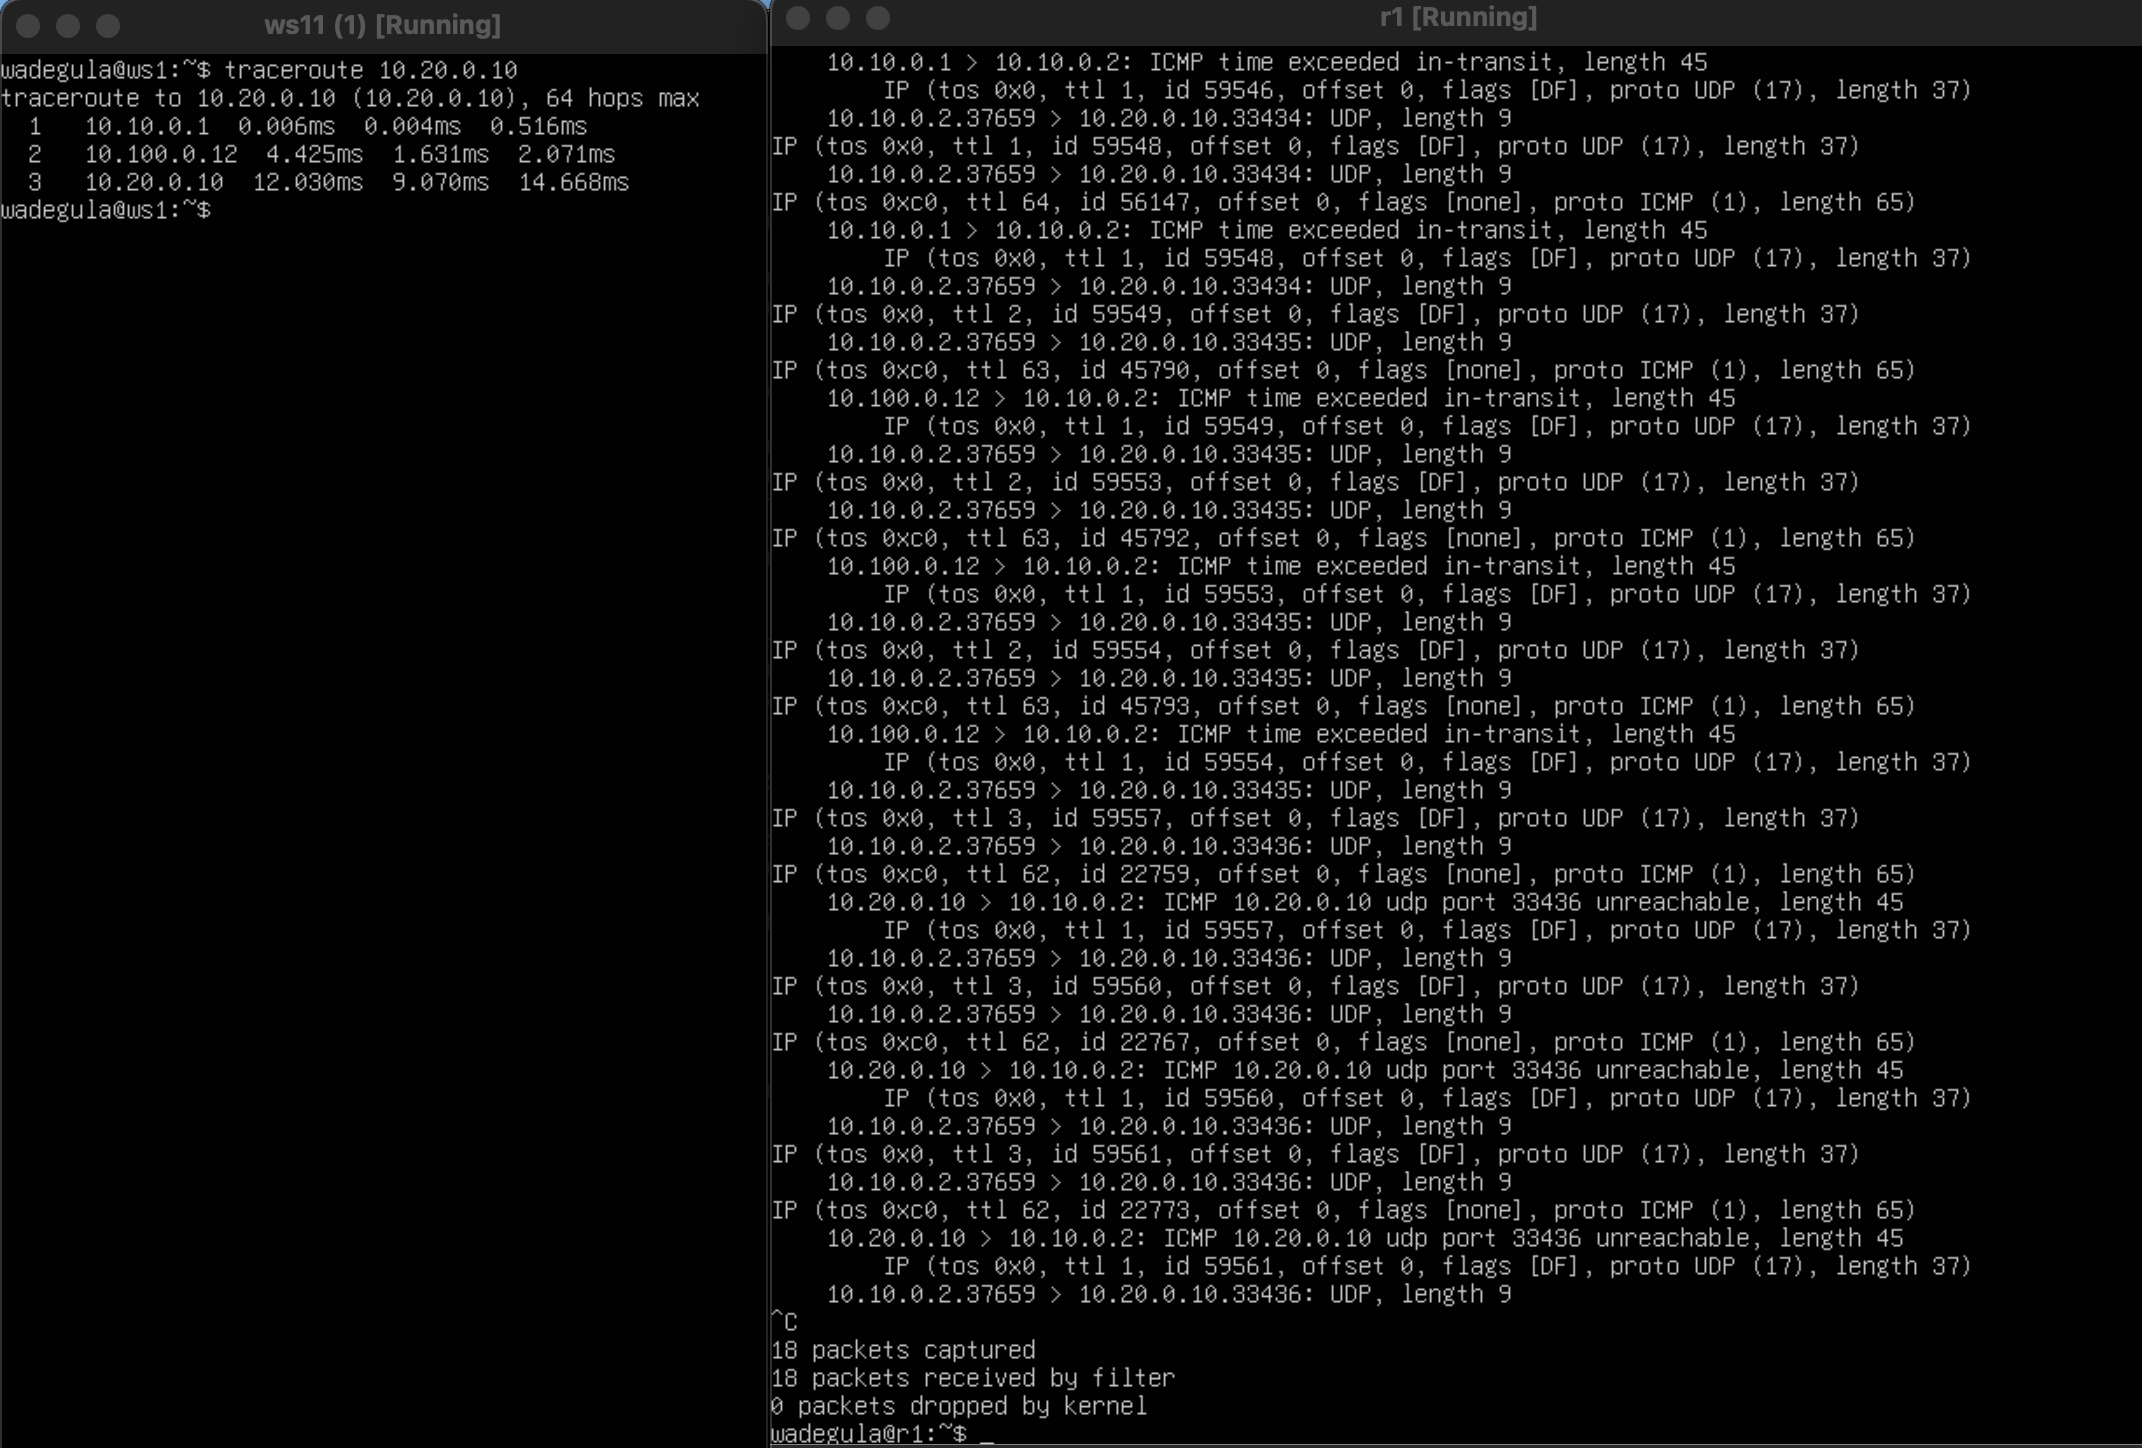 ws11 (1) [Running]
wadegula@ws1:~$ traceroute 10.20.0.10
traceroute to 10.20.0.10 (10.20.0.10), 64 hops max
  1   10.10.0.1  0.006ms  0.004ms  0.516ms
  2   10.100.0.12  4.425ms  1.631ms  2.071ms
  3   10.20.0.10  12.030ms  9.070ms  14.668ms
wadegula@ws1:~$
r1 [Running]
    10.10.0.1 > 10.10.0.2: ICMP time exceeded in-transit, length 45
        IP (tos 0x0, ttl 1, id 59546, offset 0, flags [DF], proto UDP (17), length 37)
    10.10.0.2.37659 > 10.20.0.10.33434: UDP, length 9
IP (tos 0x0, ttl 1, id 59548, offset 0, flags [DF], proto UDP (17), length 37)
    10.10.0.2.37659 > 10.20.0.10.33434: UDP, length 9
IP (tos 0xc0, ttl 64, id 56147, offset 0, flags [none], proto ICMP (1), length 65)
    10.10.0.1 > 10.10.0.2: ICMP time exceeded in-transit, length 45
        IP (tos 0x0, ttl 1, id 59548, offset 0, flags [DF], proto UDP (17), length 37)
    10.10.0.2.37659 > 10.20.0.10.33434: UDP, length 9
IP (tos 0x0, ttl 2, id 59549, offset 0, flags [DF], proto UDP (17), length 37)
    10.10.0.2.37659 > 10.20.0.10.33435: UDP, length 9
IP (tos 0xc0, ttl 63, id 45790, offset 0, flags [none], proto ICMP (1), length 65)
    10.100.0.12 > 10.10.0.2: ICMP time exceeded in-transit, length 45
        IP (tos 0x0, ttl 1, id 59549, offset 0, flags [DF], proto UDP (17), length 37)
    10.10.0.2.37659 > 10.20.0.10.33435: UDP, length 9
IP (tos 0x0, ttl 2, id 59553, offset 0, flags [DF], proto UDP (17), length 37)
    10.10.0.2.37659 > 10.20.0.10.33435: UDP, length 9
IP (tos 0xc0, ttl 63, id 45792, offset 0, flags [none], proto ICMP (1), length 65)
    10.100.0.12 > 10.10.0.2: ICMP time exceeded in-transit, length 45
        IP (tos 0x0, ttl 1, id 59553, offset 0, flags [DF], proto UDP (17), length 37)
    10.10.0.2.37659 > 10.20.0.10.33435: UDP, length 9
IP (tos 0x0, ttl 2, id 59554, offset 0, flags [DF], proto UDP (17), length 37)
    10.10.0.2.37659 > 10.20.0.10.33435: UDP, length 9
IP (tos 0xc0, ttl 63, id 45793, offset 0, flags [none], proto ICMP (1), length 65)
    10.100.0.12 > 10.10.0.2: ICMP time exceeded in-transit, length 45
        IP (tos 0x0, ttl 1, id 59554, offset 0, flags [DF], proto UDP (17), length 37)
    10.10.0.2.37659 > 10.20.0.10.33435: UDP, length 9
IP (tos 0x0, ttl 3, id 59557, offset 0, flags [DF], proto UDP (17), length 37)
    10.10.0.2.37659 > 10.20.0.10.33436: UDP, length 9
IP (tos 0xc0, ttl 62, id 22759, offset 0, flags [none], proto ICMP (1), length 65)
    10.20.0.10 > 10.10.0.2: ICMP 10.20.0.10 udp port 33436 unreachable, length 45
        IP (tos 0x0, ttl 1, id 59557, offset 0, flags [DF], proto UDP (17), length 37)
    10.10.0.2.37659 > 10.20.0.10.33436: UDP, length 9
IP (tos 0x0, ttl 3, id 59560, offset 0, flags [DF], proto UDP (17), length 37)
    10.10.0.2.37659 > 10.20.0.10.33436: UDP, length 9
IP (tos 0xc0, ttl 62, id 22767, offset 0, flags [none], proto ICMP (1), length 65)
    10.20.0.10 > 10.10.0.2: ICMP 10.20.0.10 udp port 33436 unreachable, length 45
        IP (tos 0x0, ttl 1, id 59560, offset 0, flags [DF], proto UDP (17), length 37)
    10.10.0.2.37659 > 10.20.0.10.33436: UDP, length 9
IP (tos 0x0, ttl 3, id 59561, offset 0, flags [DF], proto UDP (17), length 37)
    10.10.0.2.37659 > 10.20.0.10.33436: UDP, length 9
IP (tos 0xc0, ttl 62, id 22773, offset 0, flags [none], proto ICMP (1), length 65)
    10.20.0.10 > 10.10.0.2: ICMP 10.20.0.10 udp port 33436 unreachable, length 45
        IP (tos 0x0, ttl 1, id 59561, offset 0, flags [DF], proto UDP (17), length 37)
    10.10.0.2.37659 > 10.20.0.10.33436: UDP, length 9
^C
18 packets captured
18 packets received by filter
0 packets dropped by kernel
wadegula@r1:~$ _